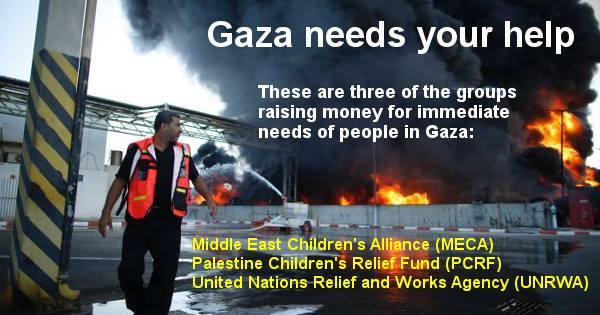 Gaza needs your help
These are three of the groups
raising money for immediate
needs of people in Gaza:
Middle East Children's Alliance (MECA)
Palestine Children's Relief Fund (PCRF)
United Nations Relief and Works Agency (UNRWA)